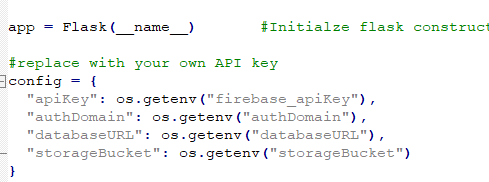 app = Flask(__name__)       #Initialze flask construct
#replace with your own API key
config = {
  "apiKey": os.getenv("firebase_apiKey"),
  "authDomain": os.getenv("authDomain"),
  "databaseURL": os.getenv("databaseURL"),
  "storageBucket": os.getenv("storageBucket")
}